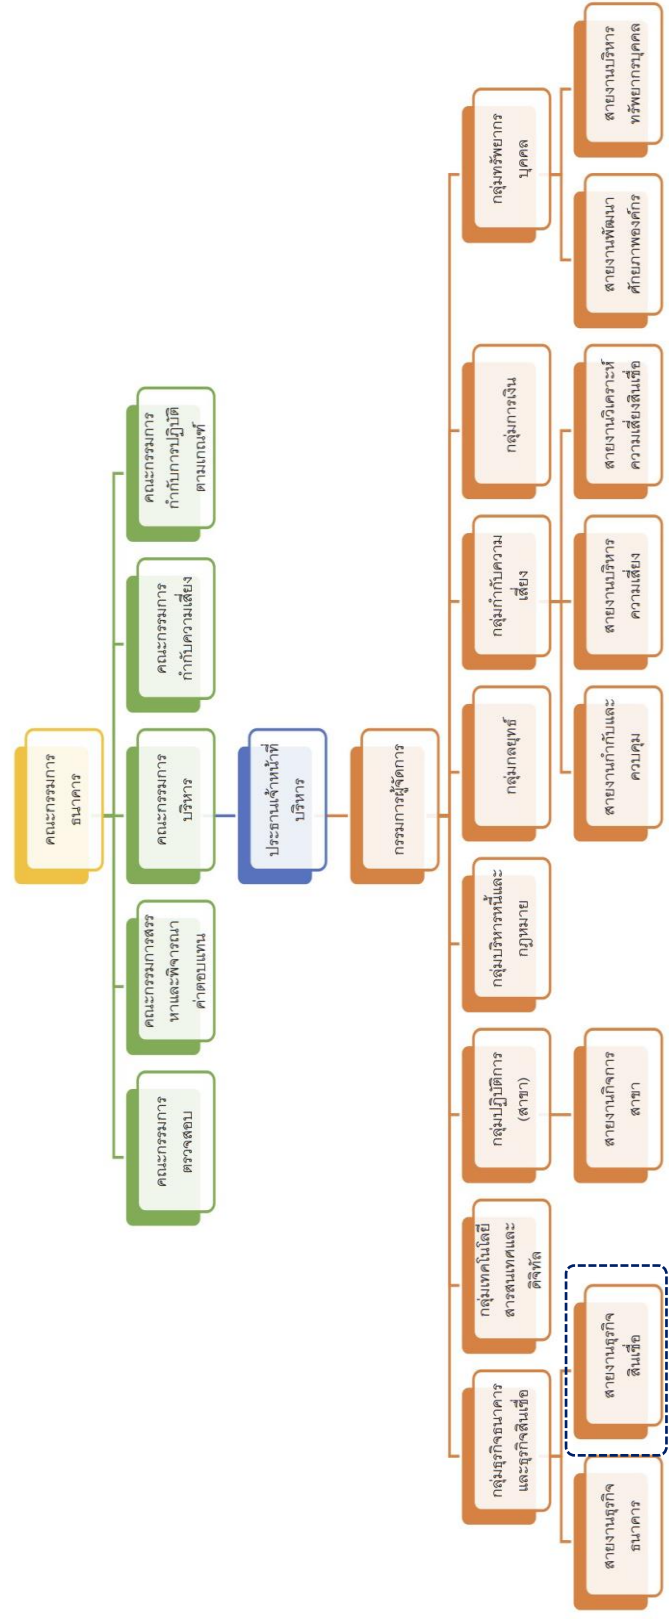 คณะกรรมการ
ธนาคาร
คณะกรรมการ
ตรวจสอบ
คณะกรรมการสรร
หาและพิจารณา
ค่าตอบแทน
คณะกรรมการ
บริหาร
คณะกรรมการ
กำกับความเสี่ยง
คณะกรรมการ
กำกับการปฏิบัติ
ตามเกณฑ์
ประธานเจ้าหน้าที่
บริหาร
กรรมการผู้จัดการ
กลุ่มธุรกิจธนาคาร
และธุรกิจสินเชื่อ
กลุ่มเทคโนโลยี
สารสนเทศและ
ดิจิทัล
กลุ่มปฏิบัติการ
(สาขา)
กลุ่มบริหารหนี้และ
กฎหมาย
กลุ่มกลยุทธ์
กลุ่มกำกับความ
เสี่ยง
กลุ่มการเงิน
กลุ่มทรัพยากร
บุคคล
สายงานธุรกิจ
ธนาคาร
สายงานธุรกิจ
สินเชื่อ
สายงานกิจการ
สาขา
สายงานกำกับและ
ควบคุม
สายงานบริหาร
ความเสี่ยง
สายงานวิเคราะห์
ความเสี่ยงสินเชื่อ
สายงานพัฒนา
ศักยภาพองค์กร
สายงานบริหาร
ทรัพยากรบุคคล